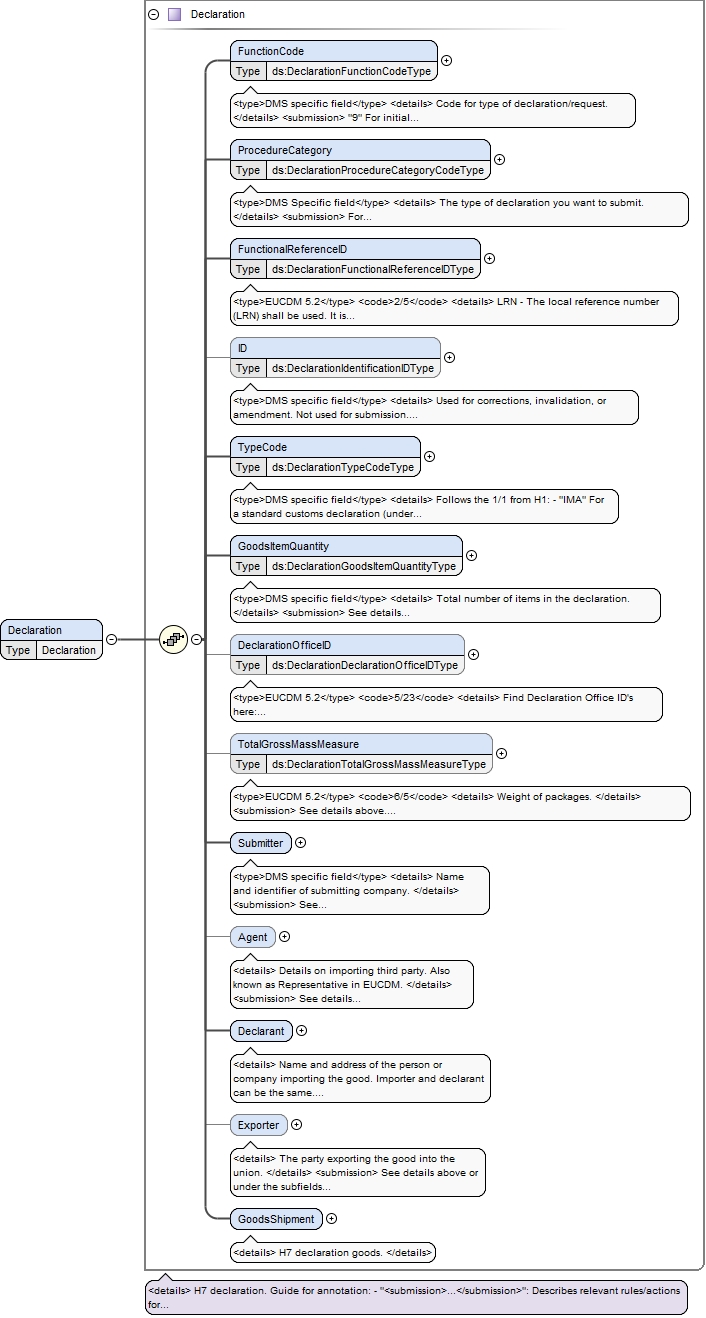 Declaration
FunctionCode
Type ds:DeclarationFunctionCodeType
<type>DMS specific field</type> <details> Code for type of declaration/request.
</details> <submission> "9" For initial...
ProcedureCategory
Type ds:DeclarationProcedureCategoryCodeType
<type>DMS Specific field</type> <details> The type of declaration you want to submit.
</details> <submission> For...
FunctionalReferenceID
Type ds:DeclarationFunctionalReferenceIDType
<type>EUCDM 5.2</type> <code>2/5</code> <details> LRN - The local reference number
(LRN) shall be used. It is...
ID
Type ds:DeclarationIdentificationIDType
<type>DMS specific field</type> <details> Used for corrections, invalidation, or
amendment. Not used for submission....
TypeCode
Type ds:DeclarationTypeCodeType
<type>DMS specific field</type> <details> Follows the 1/1 from H1: - "IMA" For
a standard customs declaration (under...
GoodsItemQuantity
Type ds:DeclarationGoodsItemQuantityType
<type>DMS specific field</type> <details> Total number of items in the declaration.
</details> <submission> See details...
Declaration
Type Declaration
DeclarationOfficeID
Type ds:DeclarationDeclarationOfficeIDType
<type>EUCDM 5.2</type> <code>5/23</code> <details> Find Declaration Office ID's
here:...
TotalGrossMassMeasure
Type ds:DeclarationTotalGrossMassMeasureType
<type>EUCDM 5.2</type> <code>6/5</code> <details> Weight of packages. </details>
<submission> See details above....
Submitter
<type>DMS specific field</type> <details> Name
and identifier of submitting company. </details>
<submission> See...
Agent
<details> Details on importing third party. Also
known as Representative in EUCDM. </details>
<submission> See details...
Declarant
<details> Name and address of the person or
company importing the good. Importer and declarant
can be the same....
Exporter
<details> The party exporting the good into the
union. </details> <submission> See details above or
under the subfields...
GoodsShipment
<details> H7 declaration goods. </details>
<details> H7 declaration. Guide for annotation: - "<submission>...</submission>": Describes relevant rules/actions
for...